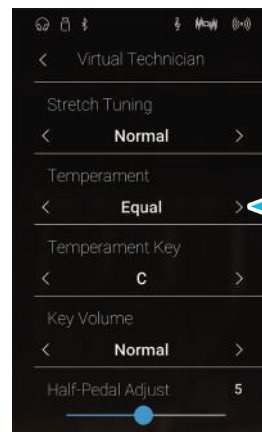 Virtual Technician
Stretch Tuning
Normal
Temperament
Equal
Temperament Key
C
Key Volume
Normal
Half-Pedal Adjust 5